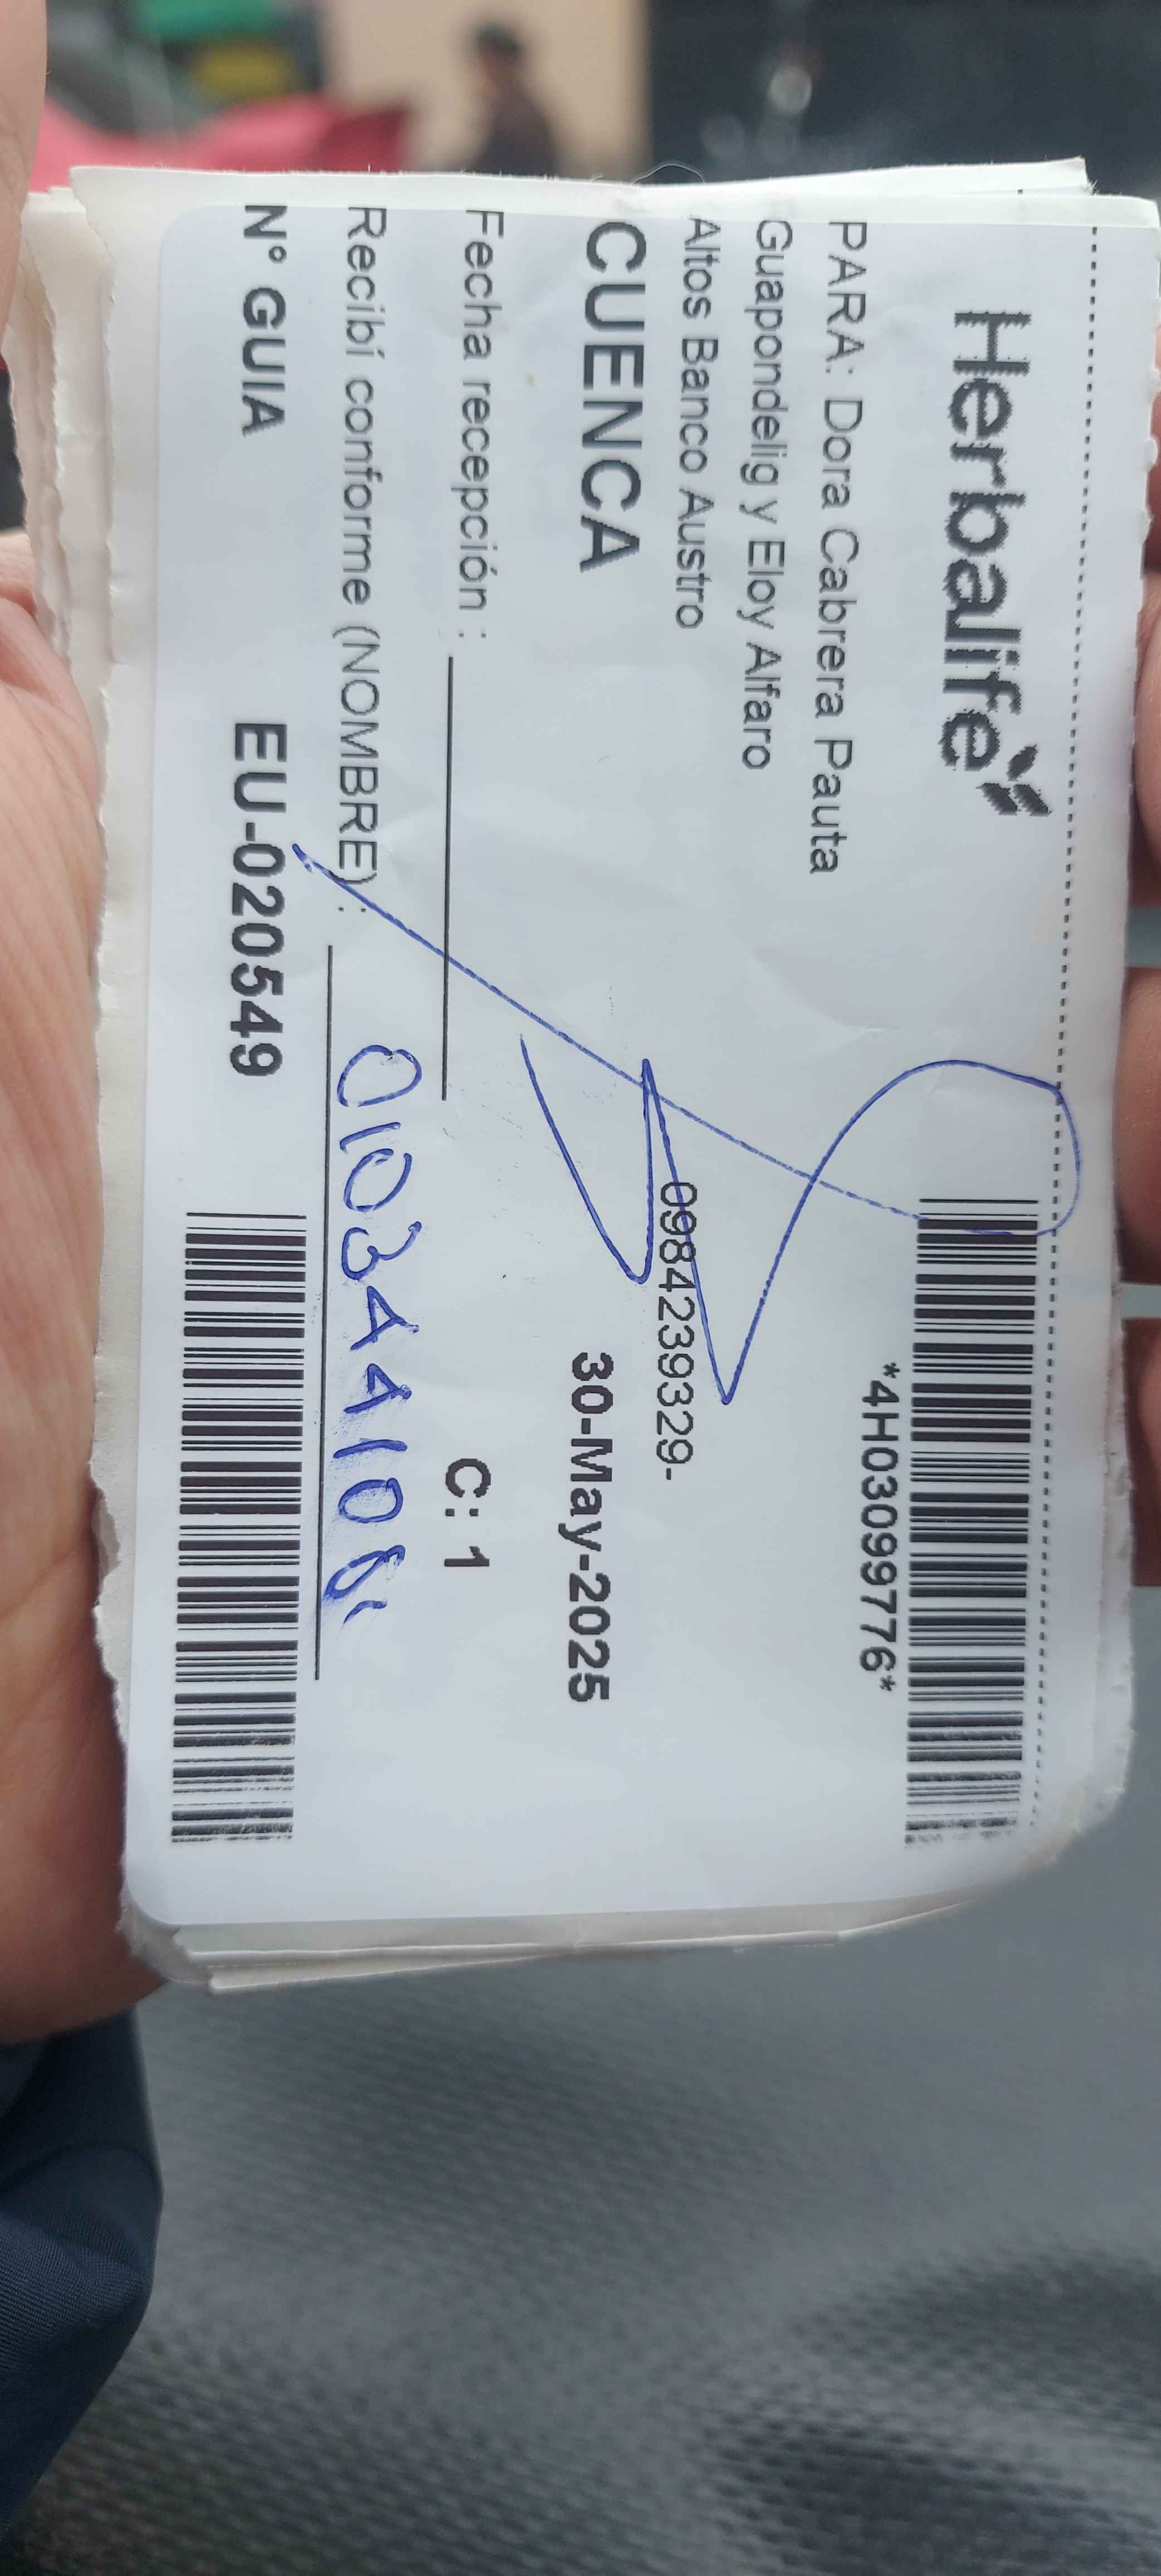 Herbalife
*4H03099776*
PARA: Dora Cabrera Pauta
Guapondelig y Eloy Alfaro
Altos Banco Austro
0984239329-
CUENCA
30-May-2025
Fecha recepción :
C: 1
Recibí conforme (NOMBRE) :
N° GUIA
EU-020549